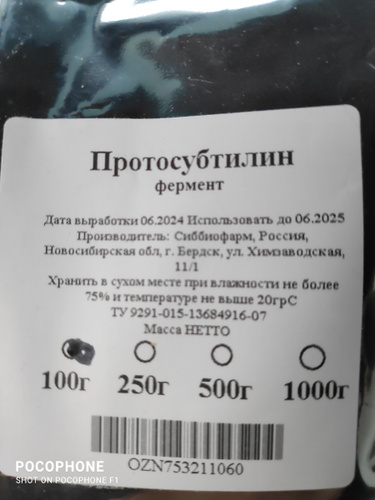 Протосубтилин
фермент
Дата выработки 06.2024 Использовать до 06.2025
Производитель: Сиббиофарм, Россия,
Новосибирская обл, г. Бердск, ул. Химзаводская,
11/1
Хранить в сухом месте при влажности не более
75% и температуре не выше 20грС
ТУ 9291-015-13684916-07
Масса НЕТТО
100г 250г 500г 1000г
OZN753211060
POCOPHONE
SHOT ON POCOPHONE F1